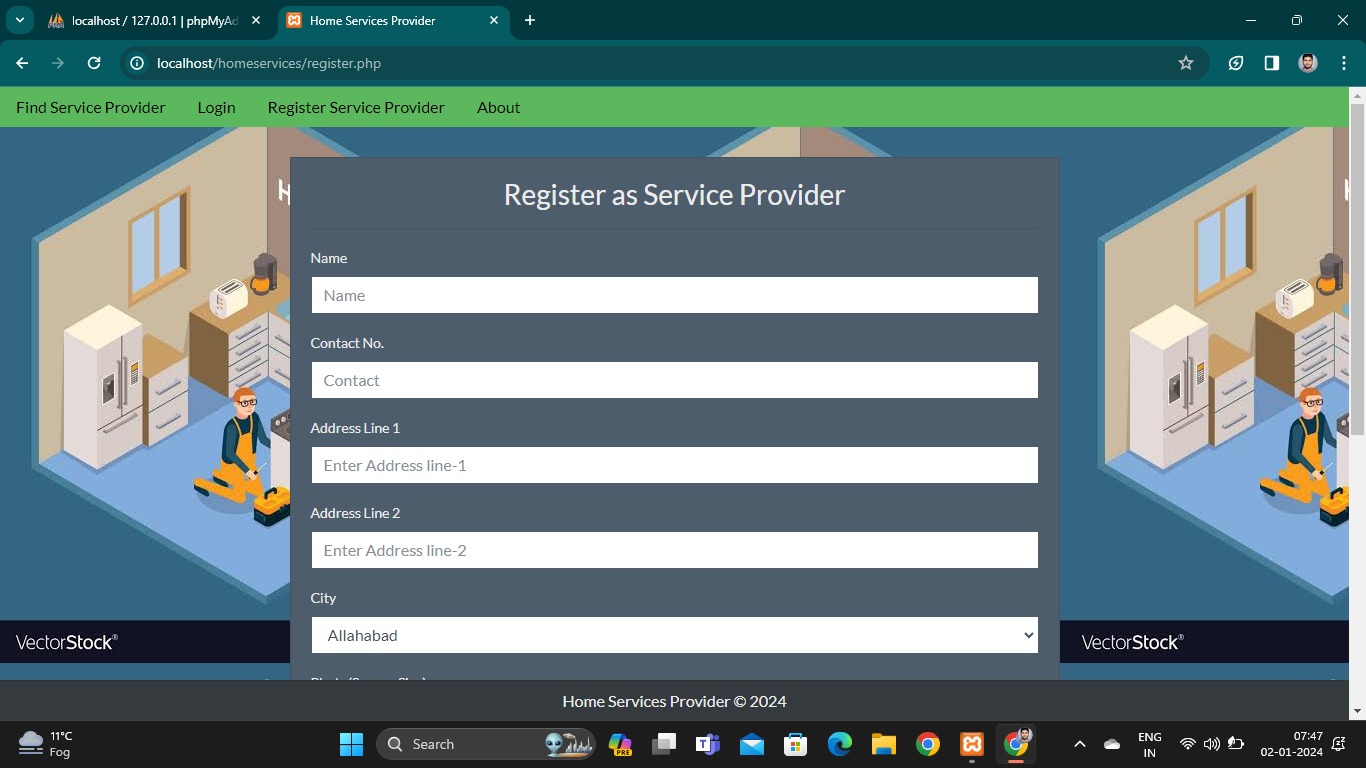 localhost / 127.0.0.1 | phpMyAd
Home Services Provider
localhost/homeservices/register.php
Find Service Provider
Login
Register Service Provider
About
Register as Service Provider
Name
Name
Contact No.
Contact
Address Line 1
Enter Address line-1
Address Line 2
Enter Address line-2
City
Allahabad
VectorStock®
VectorStock®
Home Services Provider © 2024
11°C
Fog
Search
PRE
ENG
IN
07:47
02-01-2024